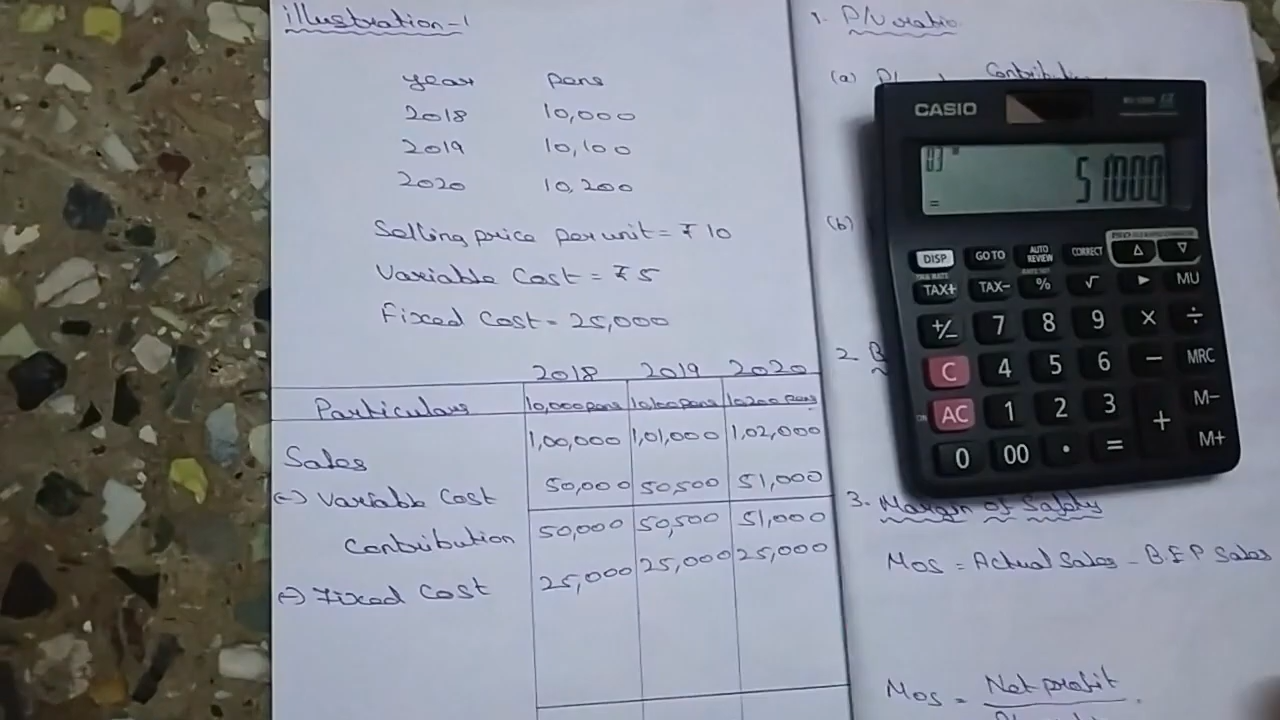 illustration-1
year pens
2018 10,000
2019 10,100
2020 10,200
Selling price per unit = ₹ 10
Variable Cost = ₹ 5
Fixed Cost = 25,000
2018 2019 2020
Particulars 10,000 pens 10,100 pens 10,200 pens
Sales 1,00,000 1,01,000 1,02,000
(-) Variable Cost 50,000 50,500 51,000
Contribution 50,000 50,500 51,000
(-) Fixed Cost 25,000 25,000 25,000
1. P/V ratio
(a)
(b)
2
3. Margin of Safety
MOS = Actual Sales - B.E.P Sales
MOS = Net profit
CASIO
03
= 51000
DISP GO TO AUTO REVIEW CORRECT △ ▽
TAX+ TAX- % √ ▶ MU
+/- 7 8 9 × ÷
C 4 5 6 − MRC
AC 1 2 3 + M−
0 00 · = M+